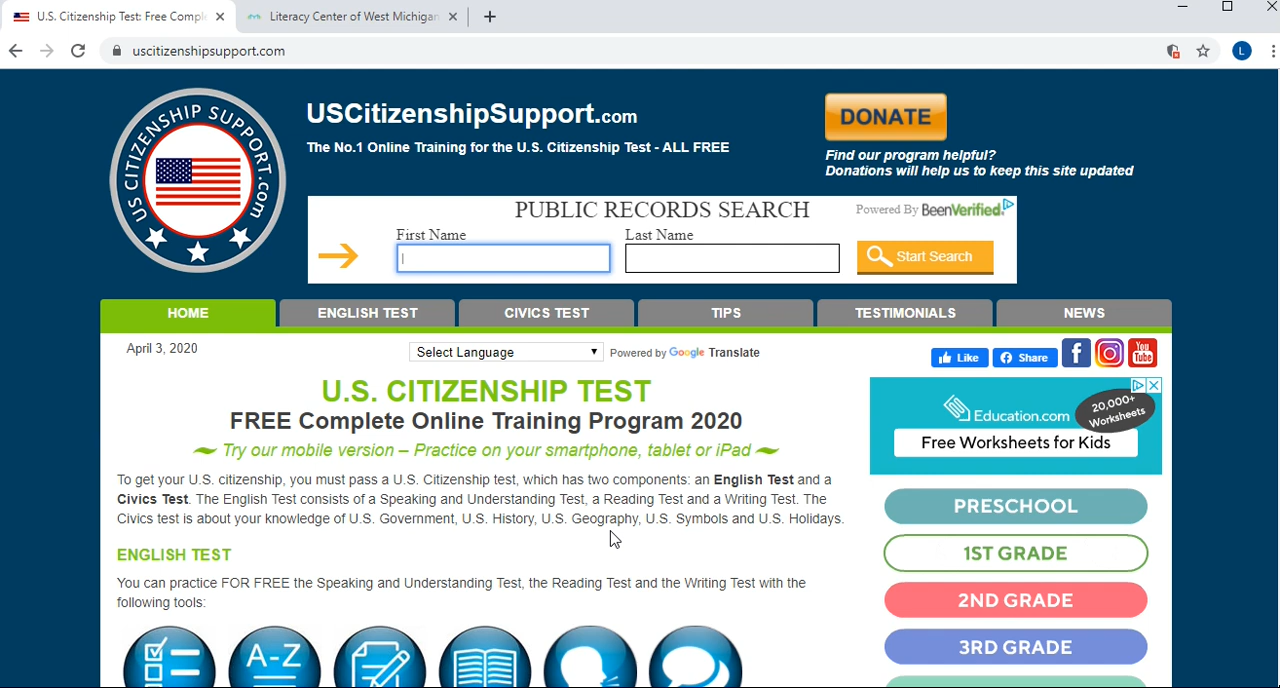 U.S. Citizenship Test: Free Comple
Literacy Center of West Michigan
uscitizenshipsupport.com
L
US CITIZENSHIP SUPPORT.com
USCitizenshipSupport.com
The No.1 Online Training for the U.S. Citizenship Test - ALL FREE
DONATE
Find our program helpful?
Donations will help us to keep this site updated
PUBLIC RECORDS SEARCH
Powered By BeenVerified.
First Name
Last Name
Start Search
HOME
ENGLISH TEST
CIVICS TEST
TIPS
TESTIMONIALS
NEWS
April 3, 2020
Select Language
Powered by Google Translate
Like
Share
f
You Tube
U.S. CITIZENSHIP TEST
FREE Complete Online Training Program 2020
Try our mobile version – Practice on your smartphone, tablet or iPad
To get your U.S. citizenship, you must pass a U.S. Citizenship test, which has two components: an English Test and a
Civics Test. The English Test consists of a Speaking and Understanding Test, a Reading Test and a Writing Test. The
Civics test is about your knowledge of U.S. Government, U.S. History, U.S. Geography, U.S. Symbols and U.S. Holidays.
ENGLISH TEST
You can practice FOR FREE the Speaking and Understanding Test, the Reading Test and the Writing Test with the
following tools:
A-Z
Education.com
20,000+
Worksheets
Free Worksheets for Kids
PRESCHOOL
1ST GRADE
2ND GRADE
3RD GRADE